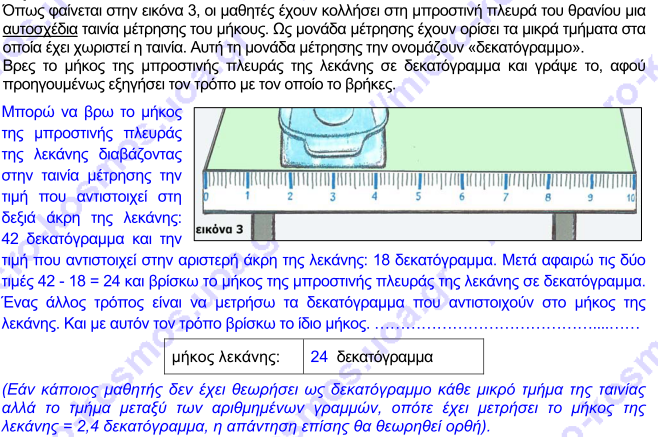 Όπως φαίνεται στην εικόνα 3, οι μαθητές έχουν κολλήσει στη μπροστινή πλευρά του θρανίου μια
αυτοσχέδια ταινία μέτρησης του μήκους. Ως μονάδα μέτρησης έχουν ορίσει τα μικρά τμήματα στα
οποία έχει χωριστεί η ταινία. Αυτή τη μονάδα μέτρησης την ονομάζουν «δεκατόγραμμο».
Βρες το μήκος της μπροστινής πλευράς της λεκάνης σε δεκατόγραμμα και γράψε το, αφού
προηγουμένως εξηγήσει τον τρόπο με τον οποίο το βρήκες.
Μπορώ να βρω το μήκος
της μπροστινής πλευράς
της λεκάνης διαβάζοντας
στην ταινία μέτρησης την
τιμή που αντιστοιχεί στη
δεξιά άκρη της λεκάνης:
42 δεκατόγραμμα και την
0 1 2 3 4 5 6 7 8 9 10
εικόνα 3
τιμή που αντιστοιχεί στην αριστερή άκρη της λεκάνης: 18 δεκατόγραμμα. Μετά αφαιρώ τις δύο
τιμές 42 - 18 = 24 και βρίσκω το μήκος της μπροστινής πλευράς της λεκάνης σε δεκατόγραμμα.
Ένας άλλος τρόπος είναι να μετρήσω τα δεκατόγραμμα που αντιστοιχούν στο μήκος της
λεκάνης. Και με αυτόν τον τρόπο βρίσκω το ίδιο μήκος. ……………………………………....……
μήκος λεκάνης: 24 δεκατόγραμμα
(Εάν κάποιος μαθητής δεν έχει θεωρήσει ως δεκατόγραμμο κάθε μικρό τμήμα της ταινίας
αλλά το τμήμα μεταξύ των αριθμημένων γραμμών, οπότε έχει μετρήσει το μήκος της
λεκάνης = 2,4 δεκατόγραμμα, η απάντηση επίσης θα θεωρηθεί ορθή).